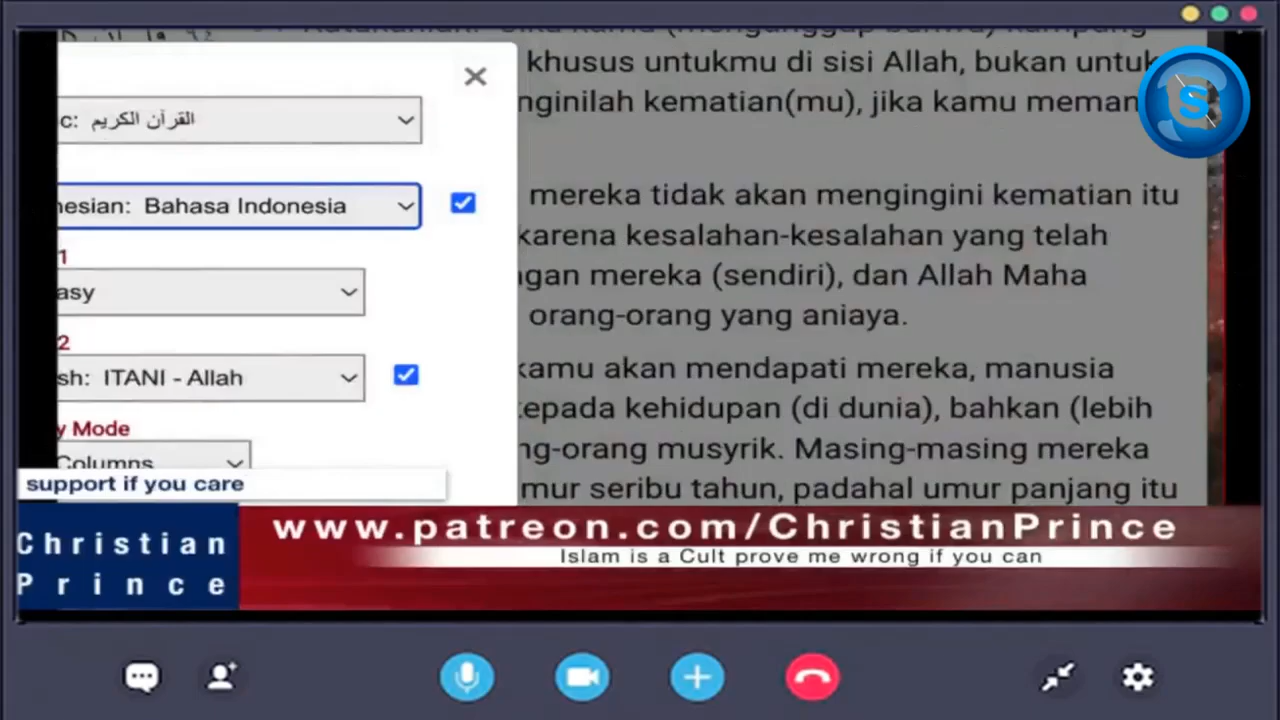 khusus untukmu di sisi Allah, bukan untuk
nginilah kematian(mu), jika kamu meman
c: القرآن الكريم
mereka tidak akan mengingini kematian itu
nesian: Bahasa Indonesia
karena kesalahan-kesalahan yang telah
1
ngan mereka (sendiri), dan Allah Maha
asy
orang-orang yang aniaya.
2
kamu akan mendapati mereka, manusia
sh: ITANI - Allah
kepada kehidupan (di dunia), bahkan (lebih
y Mode
ng-orang musyrik. Masing-masing mereka
Columns
mur seribu tahun, padahal umur panjang itu
support if you care
www.patreon.com/ChristianPrince
Christian
Prince
Islam is a Cult prove me wrong if you can
S